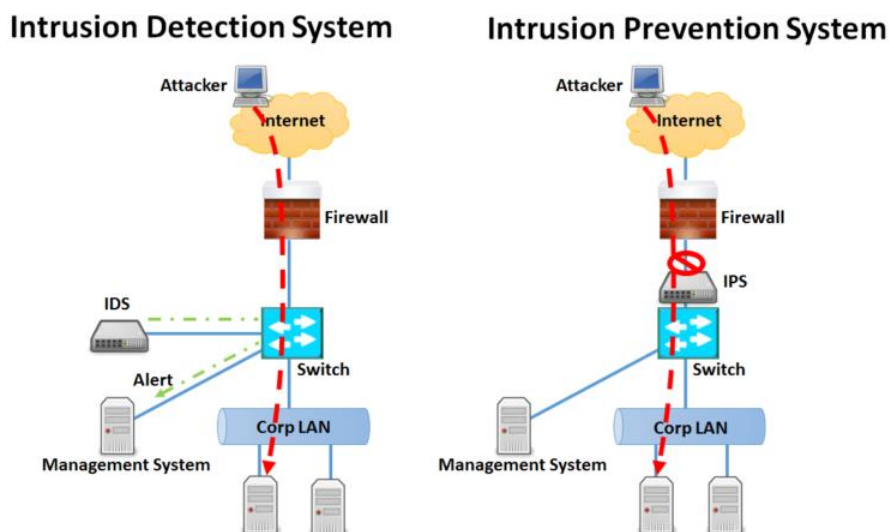 Intrusion Detection System
Attacker
Internet
Firewall
IDS
Switch
Alert
Corp LAN
Management System
Intrusion Prevention System
Attacker
Internet
Firewall
IPS
Switch
Corp LAN
Management System